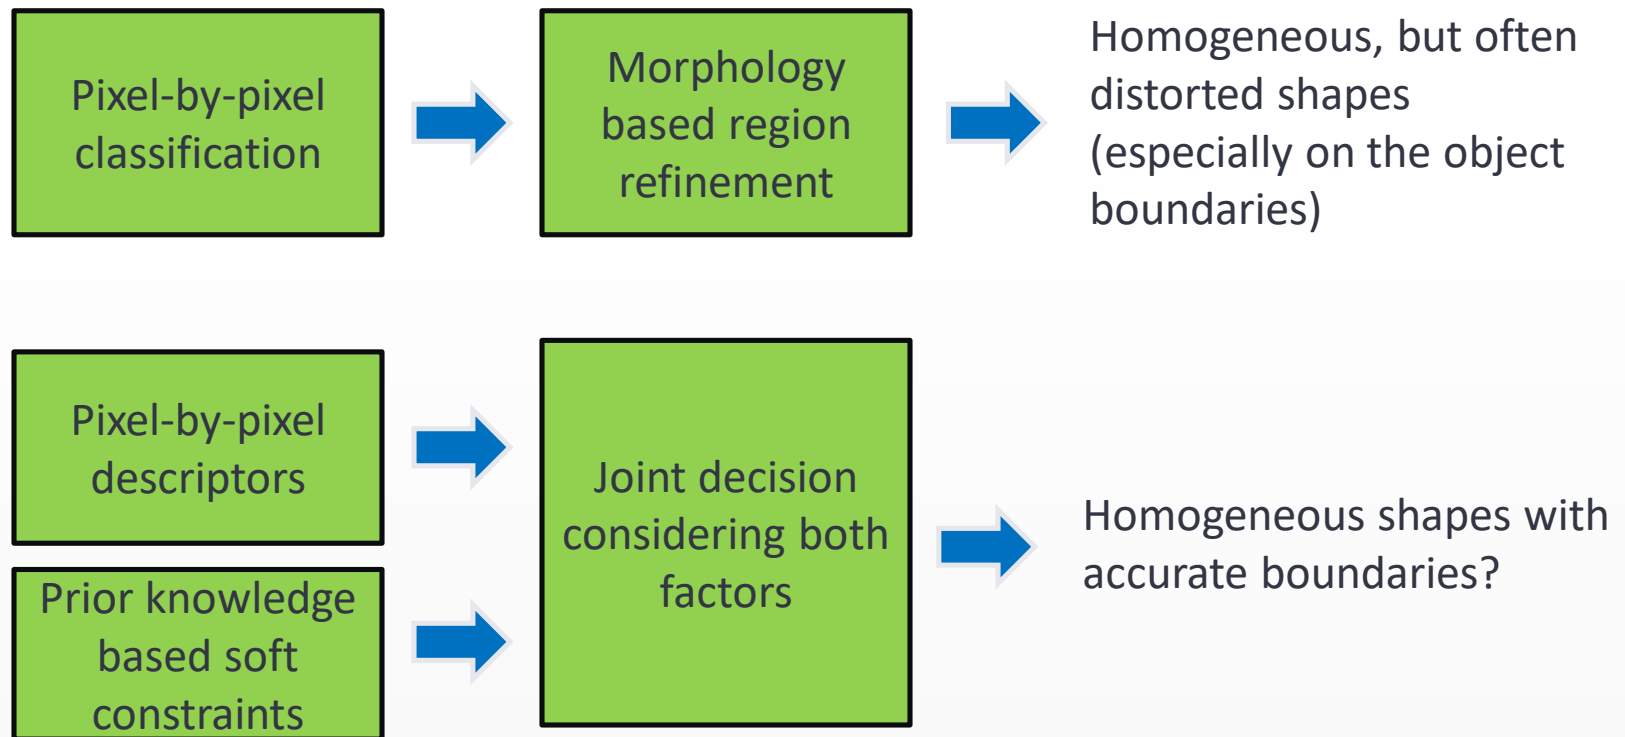 Pixel-by-pixel
classification
Morphology
based region
refinement
Homogeneous, but often
distorted shapes
(especially on the object
boundaries)
Pixel-by-pixel
descriptors
Prior knowledge
based soft
constraints
Joint decision
considering both
factors
Homogeneous shapes with
accurate boundaries?